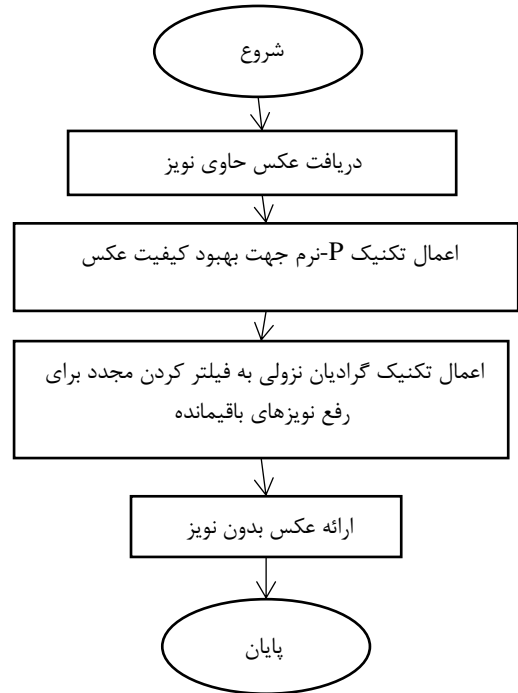 شروع
دریافت عکس حاوی نویز
اعمال تکنیک P-نرم جهت بهبود کیفیت عکس
اعمال تکنیک گرادیان نزولی به فیلتر کردن مجدد برای
رفع نویزهای باقیمانده
ارائه عکس بدون نویز
پایان